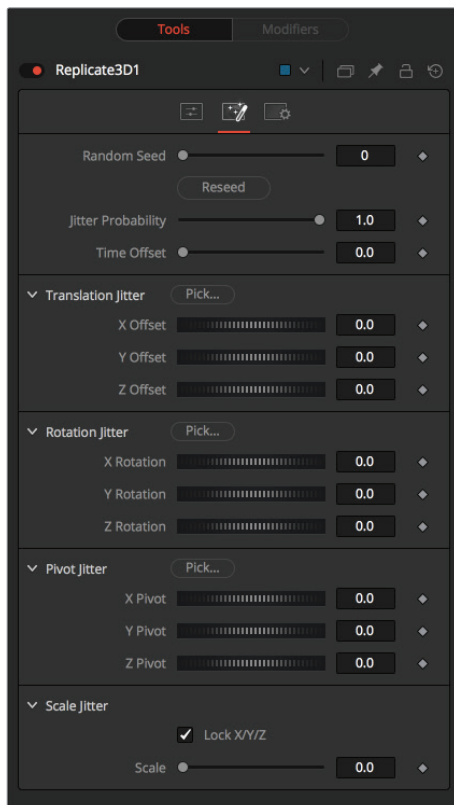 Tools Modifiers
Replicate3D1
Random Seed 0
Reseed
Jitter Probability 1.0
Time Offset 0.0
Translation Jitter Pick...
X Offset 0.0
Y Offset 0.0
Z Offset 0.0
Rotation Jitter Pick...
X Rotation 0.0
Y Rotation 0.0
Z Rotation 0.0
Pivot Jitter Pick...
X Pivot 0.0
Y Pivot 0.0
Z Pivot 0.0
Scale Jitter
Lock X/Y/Z
Scale 0.0